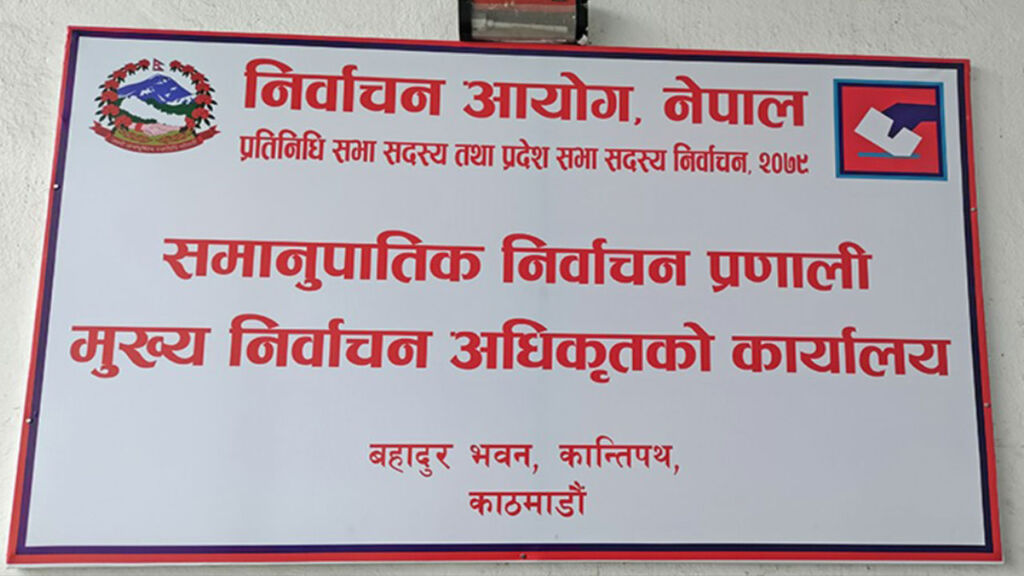 निर्वाचन आयोग, नेपाल
प्रतिनिधि सभा सदस्य तथा प्रदेश सभा सदस्य निर्वाचन, २०७९
समानुपातिक निर्वाचन प्रणाली
मुख्य निर्वाचन अधिकृतको कार्यालय
बहादुर भवन, कान्तिपथ,
काठमाडौं